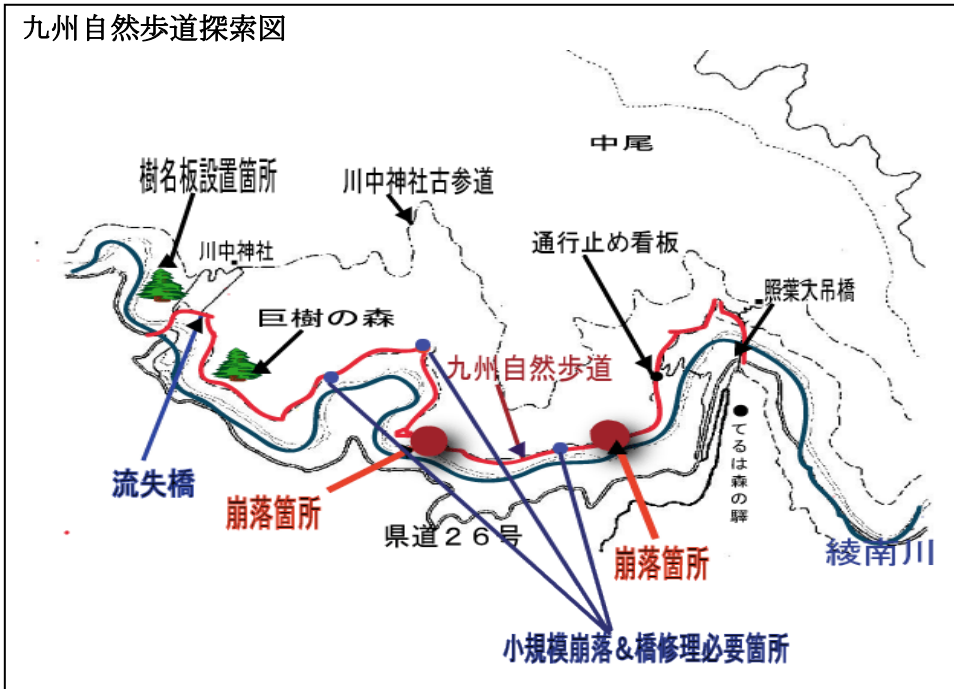 九州自然歩道探索図
中尾
樹名板設置箇所
川中神社古参道
通行止め看板
川中神社
照葉大吊橋
巨樹の森
九州自然歩道
てるは森の驛
流失橋
崩落箇所
県道26号
崩落箇所
綾南川
小規模崩落&橋修理必要箇所